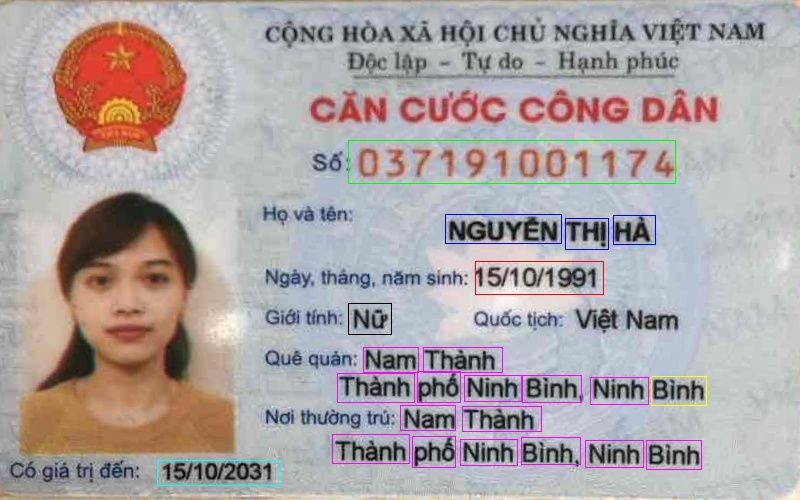 CỘNG HÒA XÃ HỘI CHỦ NGHĨA VIỆT NAM
Độc lập - Tự do - Hạnh phúc
CĂN CƯỚC CÔNG DÂN
Số: 037191001174
Họ và tên:
NGUYỄN THỊ HÀ
Ngày, tháng, năm sinh: 15/10/1991
Giới tính: Nữ Quốc tịch: Việt Nam
Quê quán: Nam Thành
Thành phố Ninh Bình, Ninh Bình
Nơi thường trú: Nam Thành
Thành phố Ninh Bình, Ninh Bình
Có giá trị đến: 15/10/2031